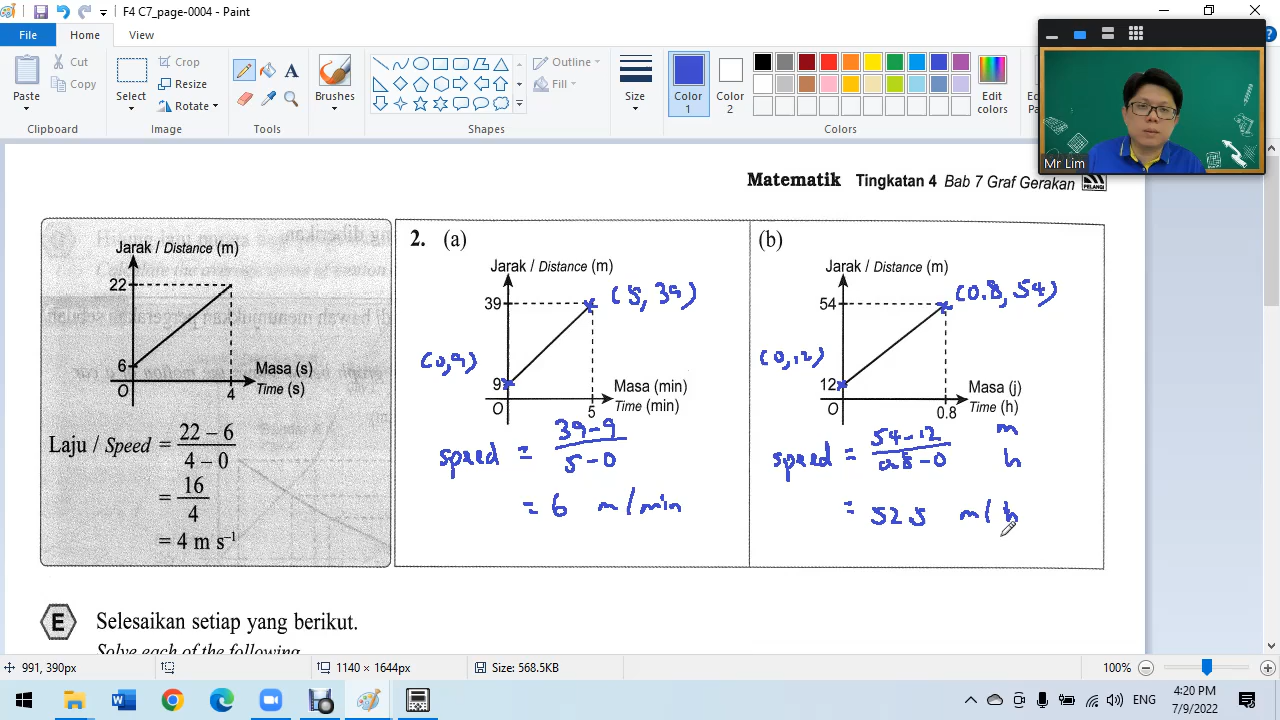 F4 C7_page-0004 - Paint
File Home View
Paste
Cut
Copy
Clipboard
Select
Crop
Resize
Rotate
Image
A
Tools
Brushes
Shapes
Outline
Fill
Size
Color 1
Color 2
Colors
Edit colors
Mr Lim
Matematik Tingkatan 4 Bab 7 Graf Gerakan
PELANGI
Jarak / Distance (m)
22
6
O
4
Masa (s)
Time (s)
Laju / Speed = 22 – 6
4 – 0
= 16
4
= 4 m s⁻¹
2. (a)
Jarak / Distance (m)
39
(5, 39)
(0,9)
9
O
5
Masa (min)
Time (min)
speed = 39-9
5-0
= 6 m/min
(b)
Jarak / Distance (m)
54
(0.8, 54)
(0,12)
12
O
0.8
Masa (j)
Time (h)
speed = 54-12 m
0.8-0 h
= 52.5 m/h
E Selesaikan setiap yang berikut.
Solve each of the following.
991, 390px
1140 × 1644px
Size: 568.5KB
100%
ENG
4:20 PM
7/9/2022